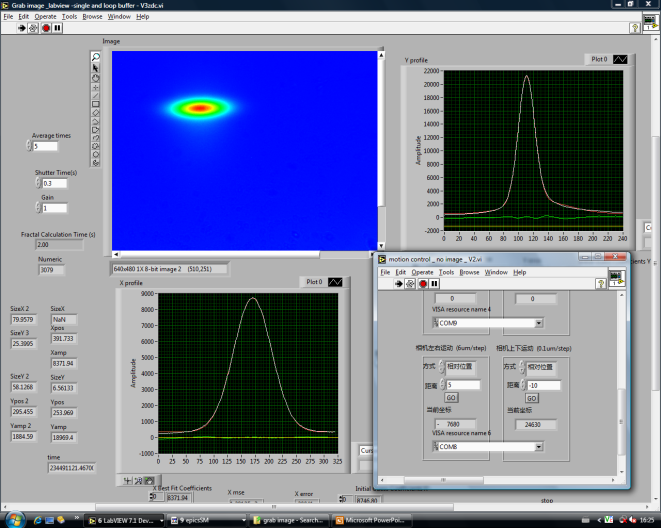 Grab image _labview -single and loop buffer - V3zdc.vi
File Edit Operate Tools Browse Window Help
Image
Average times
5
Shutter Time(s)
0.3
Gain
1
Fractal Calculation Time (s)
2.00
Numeric
3079
640x480 1X 8-bit image 2 (510,251)
Y profile
Plot 0
22000
20000
18000
16000
14000
12000
10000
8000
6000
4000
2000
0
-2000
Amplitude
0 20 40 60 80 100 120 140 160 180 200 220 240
X profile
Plot 0
9000
8000
7000
6000
5000
4000
3000
2000
1000
0
-1000
Amplitude
0 25 50 75 100 125 150 175 200 225 250 275 300 325
SizeX 2
79.9579
SizeX
NaN
SizeY 3
25.3995
Xpos
391.733
Xamp
8371.94
SizeY 2
58.1268
SizeY
6.56133
Ypos 2
295.455
Ypos
253.969
Yamp 2
1884.59
Yamp
18969.4
time
234491121.4670
motion control _ no image _ V2.vi
File Edit Operate Tools Browse Window Help
0
0
VISA resource name 4
COM9
相机左右运动 (6um/step)
相机上下运动 (0.1um/step)
方式
相对位置
方式
相对位置
距离
5
距离
-10
GO
GO
当前坐标
当前坐标
- 7680
24630
VISA resource name 6
COM8
X Best Fit Coefficients
0
8371.94
X mse
X error
8746.80
stop
6 LabVIEW 7.1 Dev...
epicsSM
grab image - Search...
Microsoft PowerPoi...
16:25